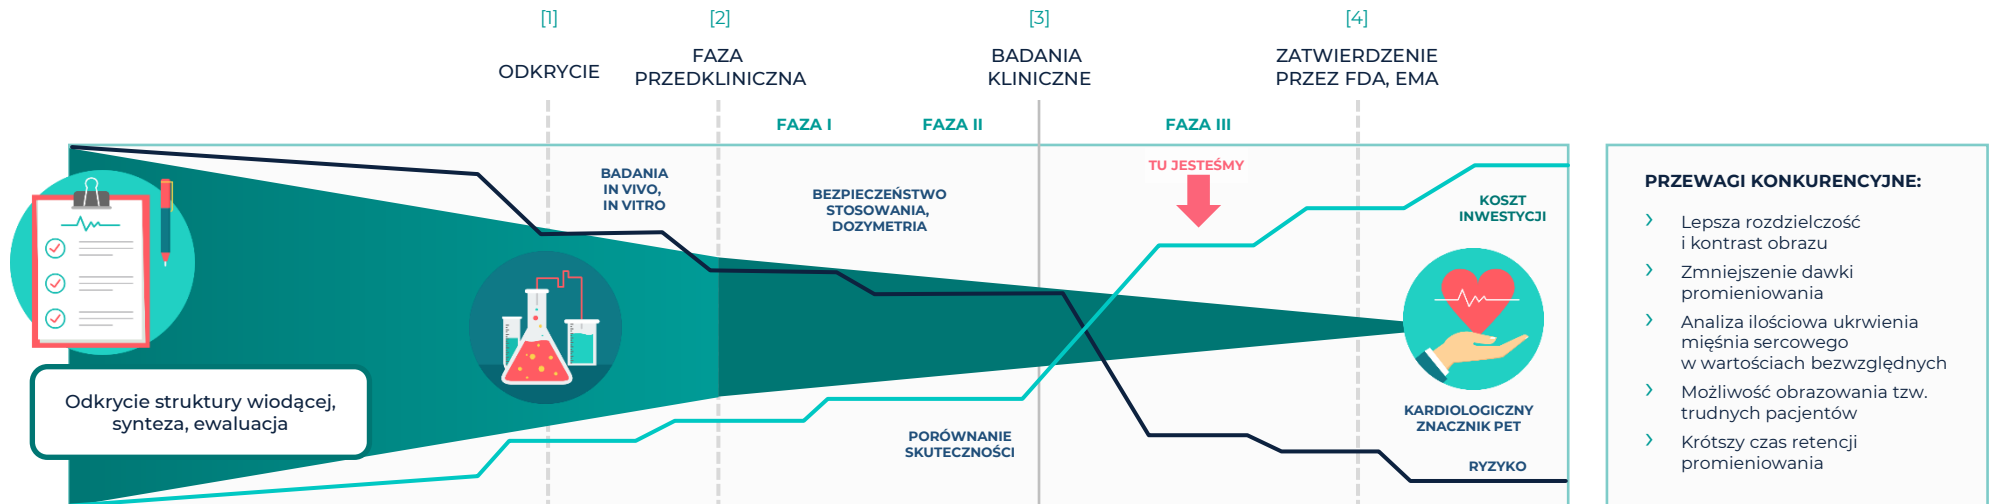 [1]
[2]
[3]
[4]
ODKRYCIE
FAZA
PRZEDKLINICZNA
BADANIA
KLINICZNE
ZATWIERDZENIE
PRZEZ FDA, EMA
FAZA I
FAZA II
FAZA III
BADANIA
IN VIVO,
IN VITRO
BEZPIECZEŃSTWO
STOSOWANIA,
DOZYMETRIA
TU JESTEŚMY
KOSZT
INWESTYCJI
Odkrycie struktury wiodącej,
synteza, ewaluacja
PORÓWNANIE
SKUTECZNOŚCI
KARDIOLOGICZNY
ZNACZNIK PET
RYZYKO
PRZEWAGI KONKURENCYJNE:
Lepsza rozdzielczość
i kontrast obrazu
Zmniejszenie dawki
promieniowania
Analiza ilościowa ukrwienia
mięśnia sercowego
w wartościach bezwzględnych
Możliwość obrazowania tzw.
trudnych pacjentów
Krótszy czas retencji
promieniowania